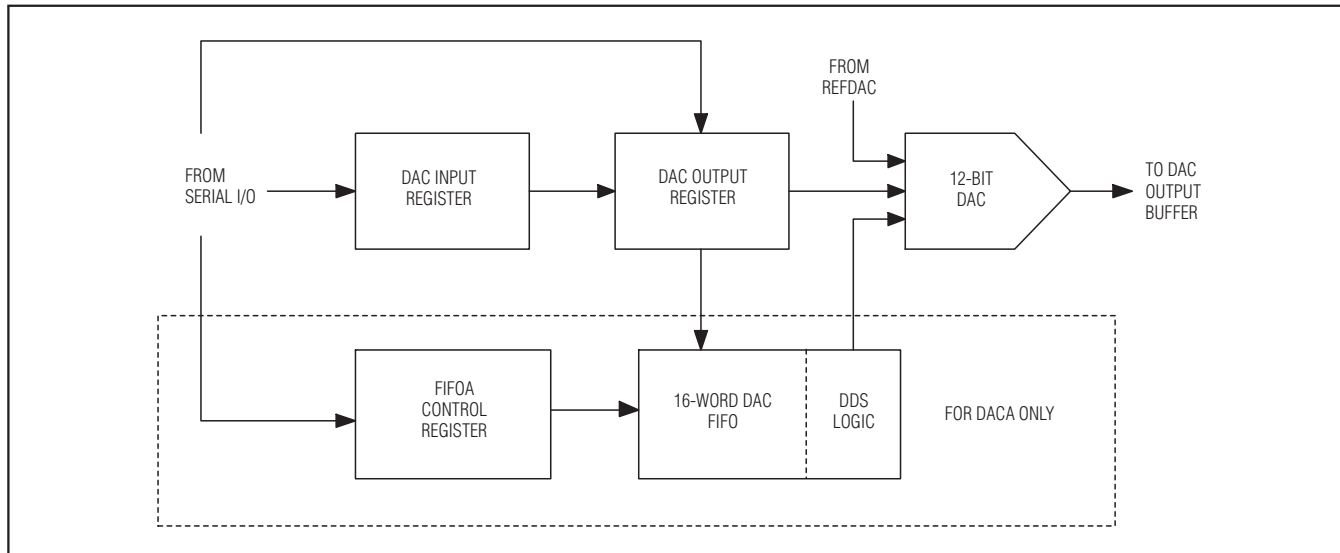 FROM
REFDAC
FROM
SERIAL I/O
DAC INPUT
REGISTER
DAC OUTPUT
REGISTER
12-BIT
DAC
TO DAC
OUTPUT
BUFFER
FIFOA
CONTROL
REGISTER
16-WORD DAC
FIFO
DDS
LOGIC
FOR DACA ONLY